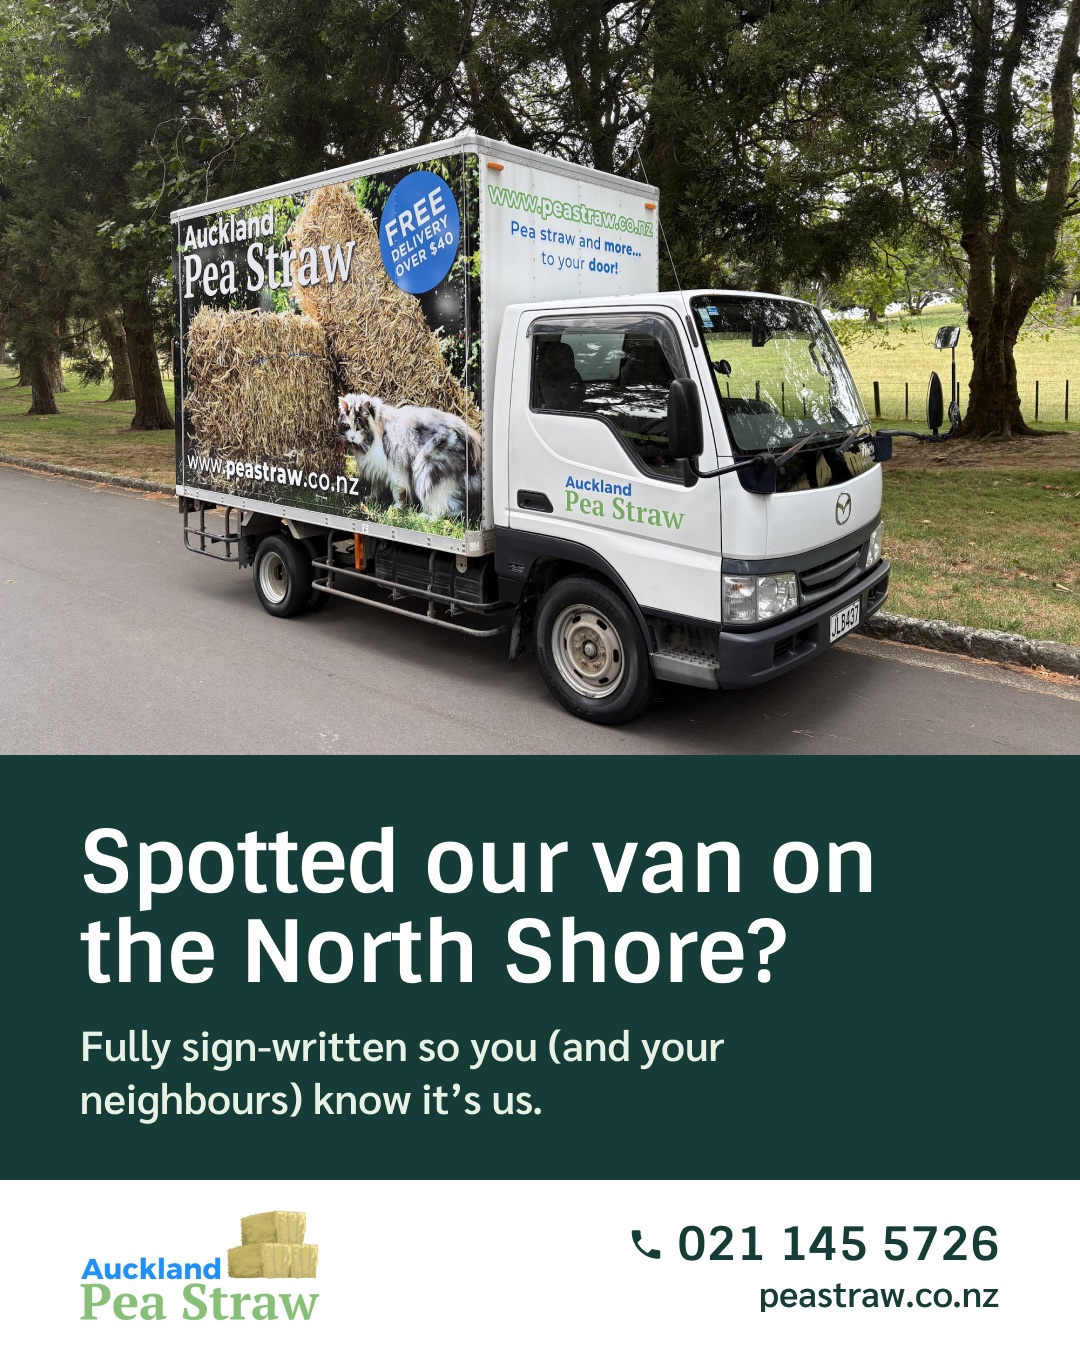 Auckland
Pea Straw
FREE
DELIVERY
OVER $40
www.peastraw.co.nz
www.peastraw.co.nz
Pea straw and more...
to your door!
Auckland
Pea Straw
JLB437
Spotted our van on
the North Shore?
Fully sign-written so you (and your
neighbours) know it’s us.
Auckland
Pea Straw
021 145 5726
peastraw.co.nz